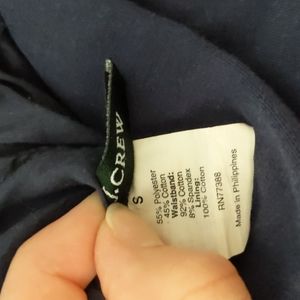 J.CREW
S
55% Polyester
45% Cotton
Waistband:
92% Cotton
8% Spandex
Lining:
100% Cotton
RN77388
Made in Philippines